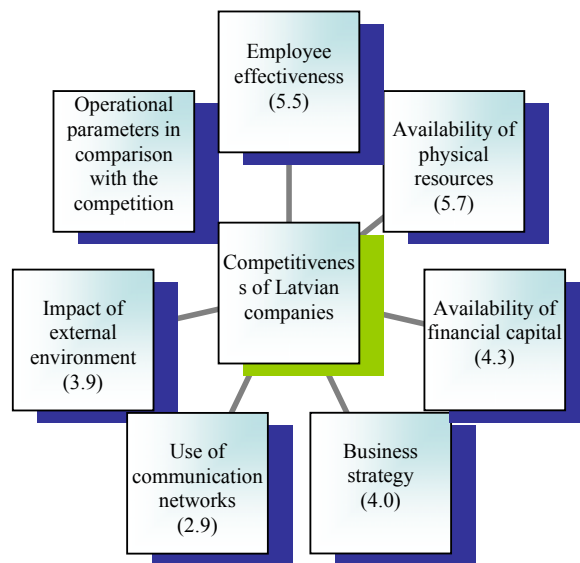 Employee
effectiveness
(5.5)
Operational
parameters in
comparison
with the
competition
Availability of
physical
resources
(5.7)
Competitivenes
s of Latvian
companies
Impact of
external
environment
(3.9)
Availability of
financial capital
(4.3)
Use of
communication
networks
(2.9)
Business
strategy
(4.0)